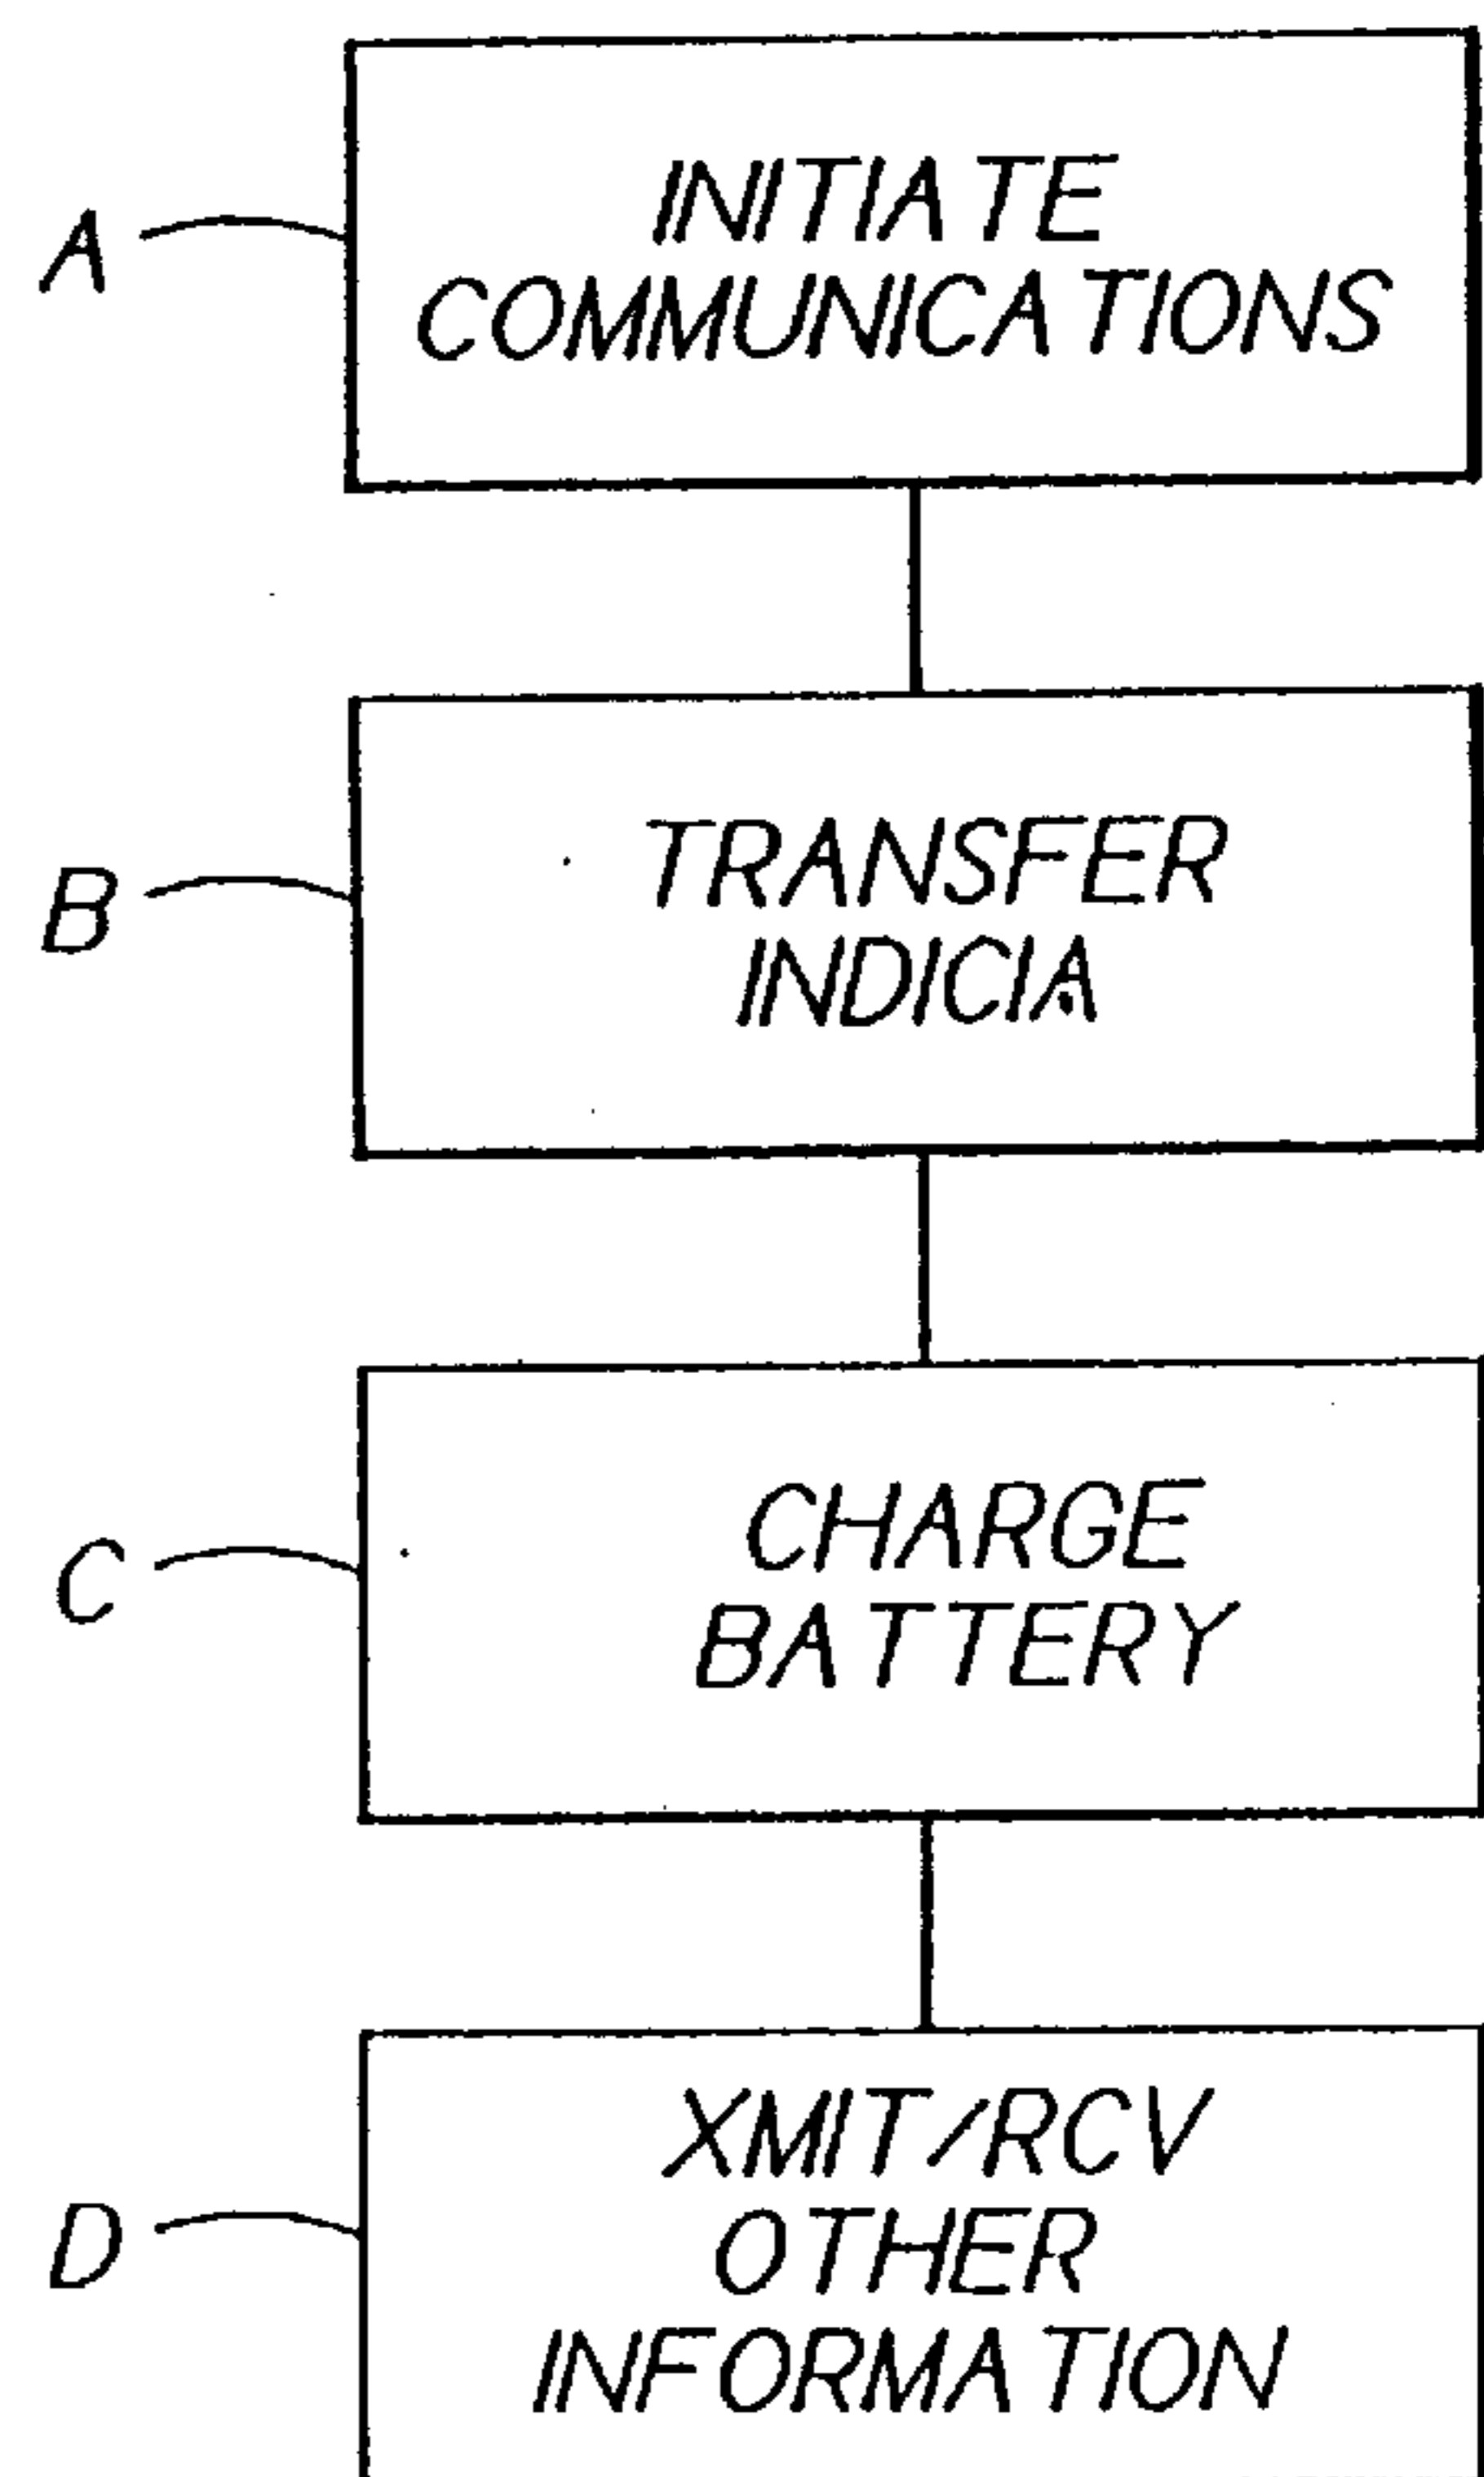 A
INITIATE
COMMUNICATIONS
B
TRANSFER
INDICIA
C
CHARGE
BATTERY
D
XMIT/RCV
OTHER
INFORMATION